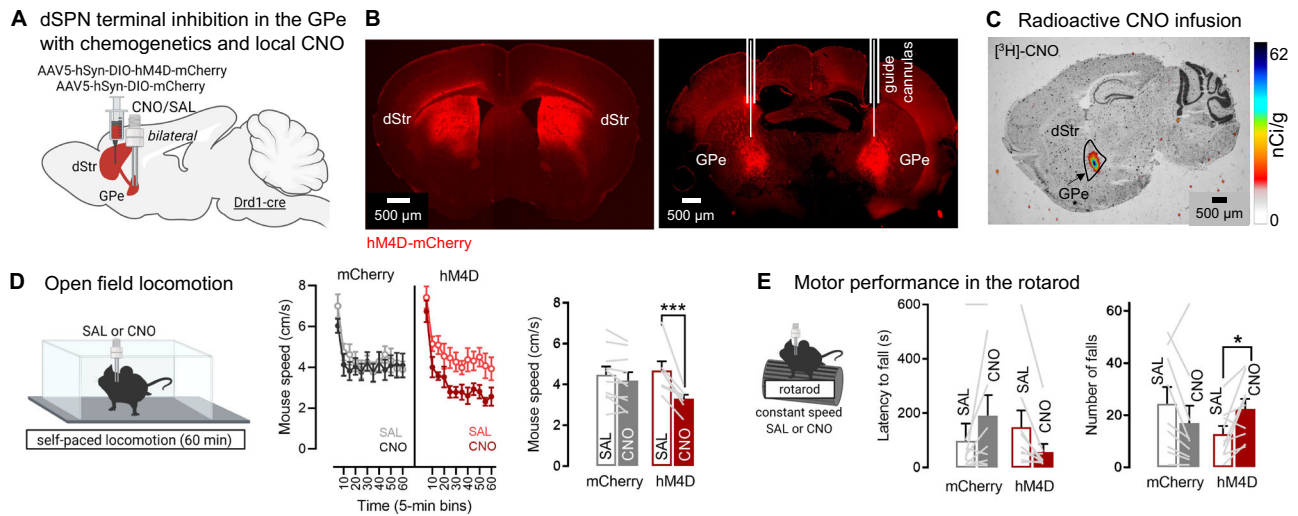 A dSPN terminal inhibition in the GPe
with chemogenetics and local CNO
AAV5-hSyn-DIO-hM4D-mCherry
AAV5-hSyn-DIO-mCherry
CNO/SAL
bilateral
dStr
GPe
Drd1-cre
B
dStr
dStr
500 µm
hM4D-mCherry
guide
cannulas
GPe
GPe
500 µm
C Radioactive CNO infusion
[³H]-CNO
dStr
GPe
500 µm
62
nCi/g
0
D Open field locomotion
SAL or CNO
self-paced locomotion (60 min)
mCherry hM4D
8
6
4
2
0
Mouse speed (cm/s)
SAL SAL
CNO CNO
10 20 30 40 50 60 10 20 30 40 50 60
Time (5-min bins)
8
6
4
2
0
Mouse speed (cm/s)
***
SAL CNO SAL CNO
mCherry hM4D
E Motor performance in the rotarod
rotarod
constant speed
SAL or CNO
600
400
200
0
Latency to fall (s)
SAL CNO SAL CNO
mCherry hM4D
60
40
20
0
Number of falls
*
SAL CNO SAL CNO
mCherry hM4D